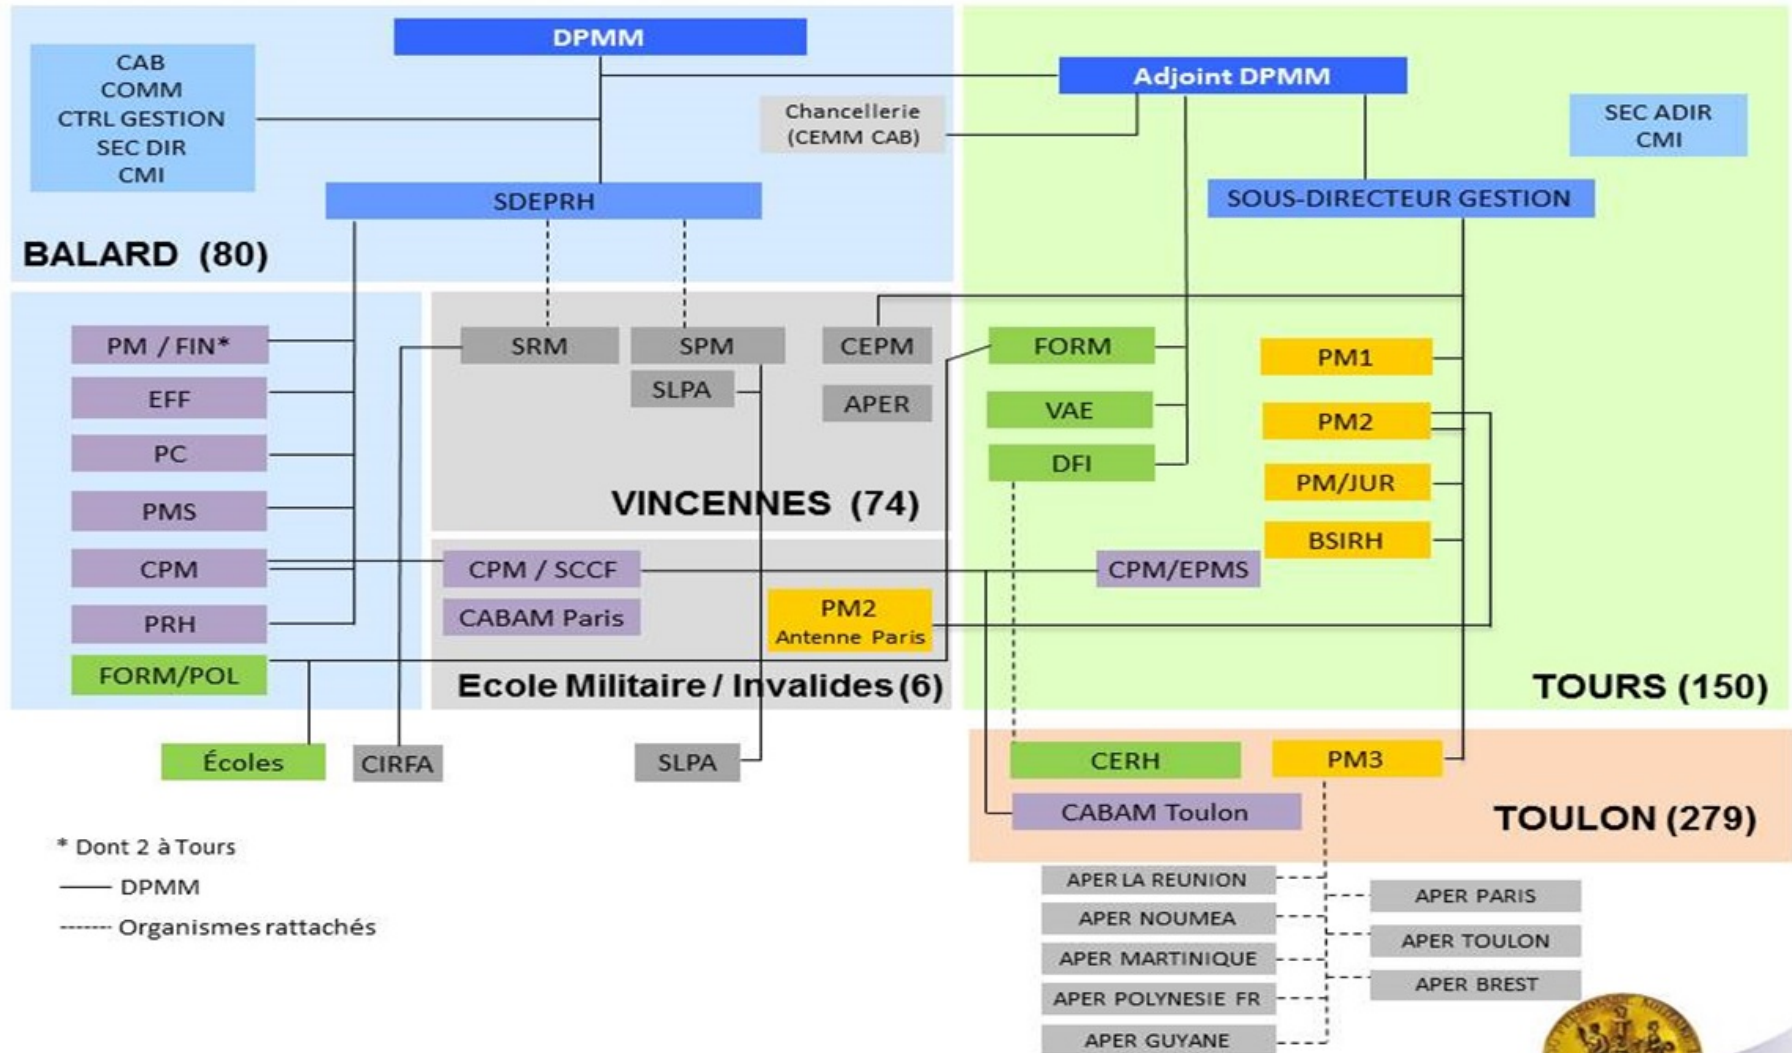 DPMM
CAB
COMM
CTRL GESTION
SEC DIR
CMI
Adjoint DPMM
Chancellerie
(CEMM CAB)
SEC ADIR
CMI
SDEPRH
SOUS-DIRECTEUR GESTION
BALARD (80)
PM / FIN*
EFF
PC
PMS
CPM
PRH
FORM/POL
SRM
SPM
SLPA
CEPM
APER
VINCENNES (74)
CPM / SCCF
CABAM Paris
PM2
Antenne Paris
Ecole Militaire / Invalides (6)
FORM
VAE
DFI
PM1
PM2
PM/JUR
BSIRH
CPM/EPMS
TOURS (150)
Écoles
CIRFA
SLPA
CERH
PM3
CABAM Toulon
TOULON (279)
APER LA REUNION
APER NOUMEA
APER MARTINIQUE
APER POLYNESIE FR
APER GUYANE
APER PARIS
APER TOULON
APER BREST
* Dont 2 à Tours
DPMM
Organismes rattachés